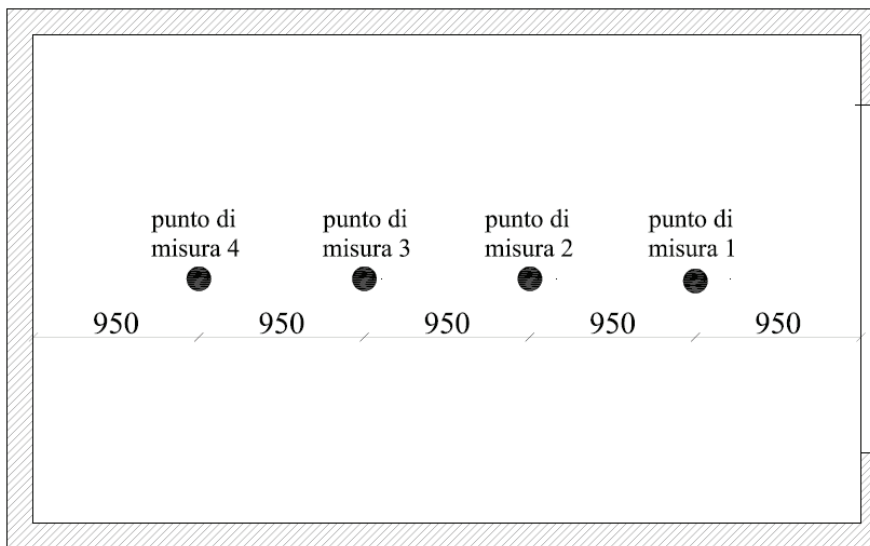 punto di
misura 4
punto di
misura 3
punto di
misura 2
punto di
misura 1
950
950
950
950
950